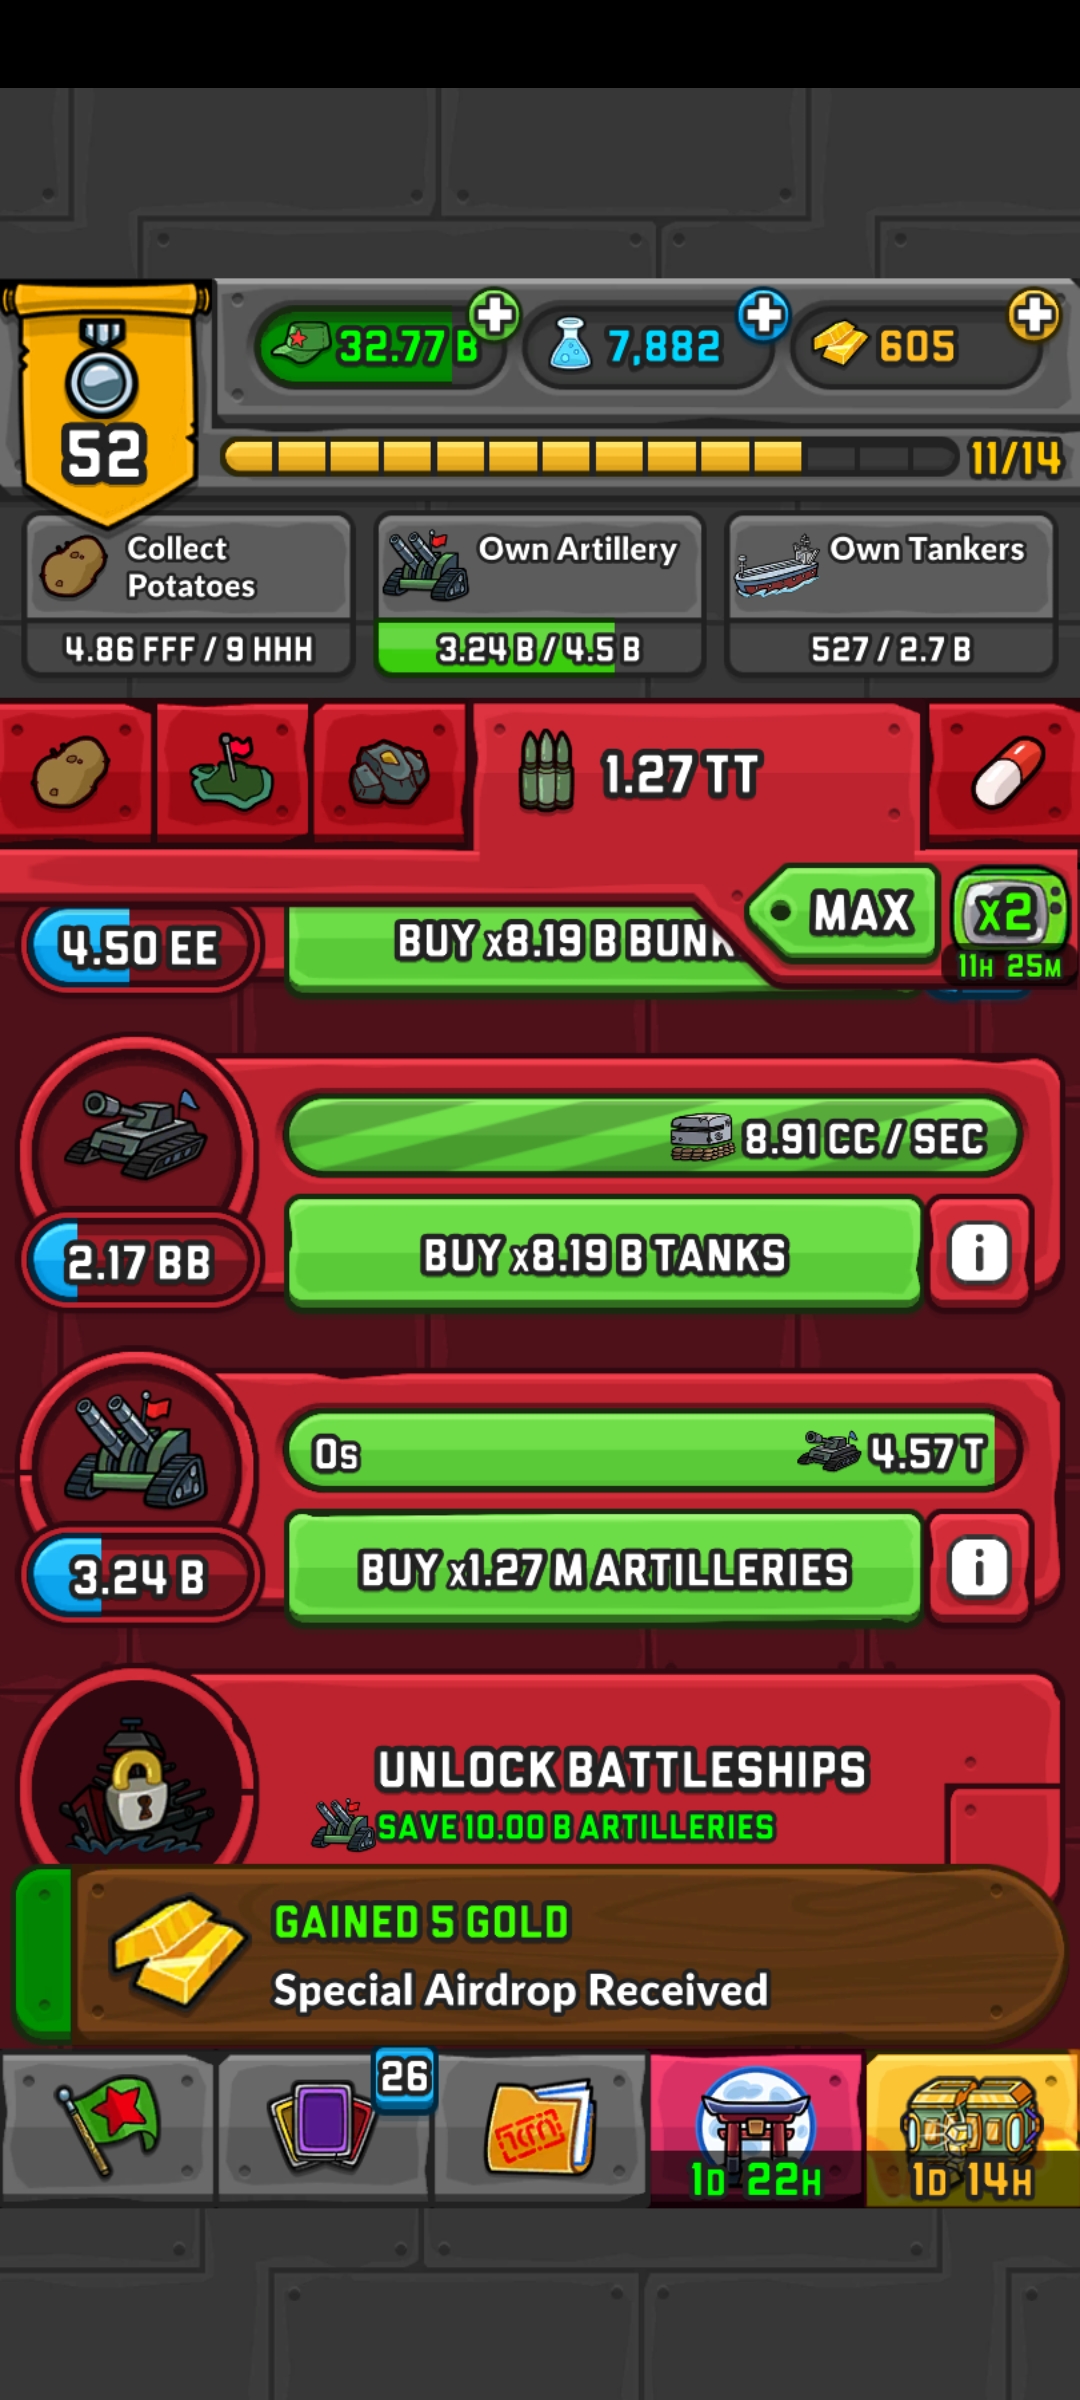 32.77 B
7,882
605
52
11/14
Collect
Potatoes
Own Artillery
Own Tankers
4.86 FFF / 9 HHH
3.24 B / 4.5 B
527 / 2.7 B
1.27 TT
MAX
x2
11H 25M
4.50 EE
BUY x8.19 B
8.91 CC / SEC
2.17 BB
BUY x8.19 B TANKS
i
0s
4.57 T
3.24 B
BUY x1.27 M ARTILLERIES
i
UNLOCK BATTLESHIPS
SAVE 10.00 B ARTILLERIES
GAINED 5 GOLD
Special Airdrop Received
26
1D 22H
1D 14H